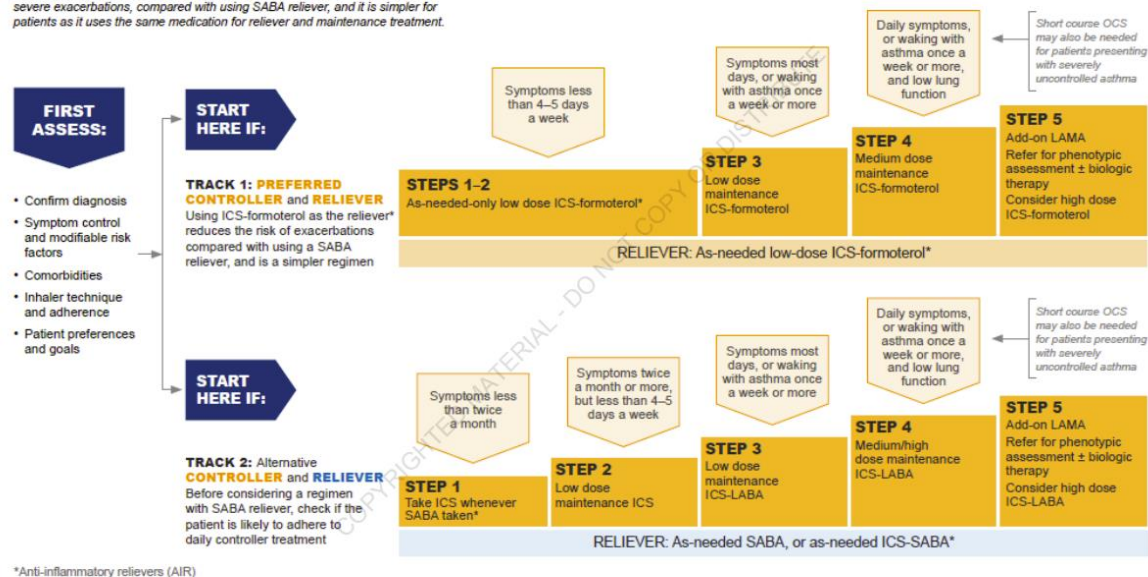 severe exacerbations, compared with using SABA reliever, and it is simpler for
patients as it uses the same medication for reliever and maintenance treatment.
FIRST
ASSESS:
• Confirm diagnosis
• Symptom control
and modifiable risk
factors
• Comorbidities
• Inhaler technique
and adherence
• Patient preferences
and goals
START
HERE IF:
TRACK 1: PREFERRED
CONTROLLER and RELIEVER
Using ICS-formoterol as the reliever*
reduces the risk of exacerbations
compared with using a SABA
reliever, and is a simpler regimen
Symptoms less
than 4–5 days
a week
Symptoms most
days, or waking
with asthma once
a week or more
Daily symptoms,
or waking with
asthma once a
week or more,
and low lung
function
Short course OCS
may also be needed
for patients presenting
with severely
uncontrolled asthma
STEPS 1–2
As-needed-only low dose ICS-formoterol*
STEP 3
Low dose
maintenance
ICS-formoterol
STEP 4
Medium dose
maintenance
ICS-formoterol
STEP 5
Add-on LAMA
Refer for phenotypic
assessment ± biologic
therapy
Consider high dose
ICS-formoterol
RELIEVER: As-needed low-dose ICS-formoterol*
START
HERE IF:
TRACK 2: Alternative
CONTROLLER and RELIEVER
Before considering a regimen
with SABA reliever, check if the
patient is likely to adhere to
daily controller treatment
Symptoms less
than twice
a month
Symptoms twice
a month or more,
but less than 4–5
days a week
Symptoms most
days, or waking
with asthma once
a week or more
Daily symptoms,
or waking with
asthma once a
week or more,
and low lung
function
Short course OCS
may also be needed
for patients presenting
with severely
uncontrolled asthma
STEP 1
Take ICS whenever
SABA taken*
STEP 2
Low dose
maintenance ICS
STEP 3
Low dose
maintenance
ICS-LABA
STEP 4
Medium/high
dose maintenance
ICS-LABA
STEP 5
Add-on LAMA
Refer for phenotypic
assessment ± biologic
therapy
Consider high dose
ICS-LABA
RELIEVER: As-needed SABA, or as-needed ICS-SABA*
*Anti-inflammatory relievers (AIR)
COPYRIGHTED MATERIAL - DO NOT COPY OR DISTRIBUTE